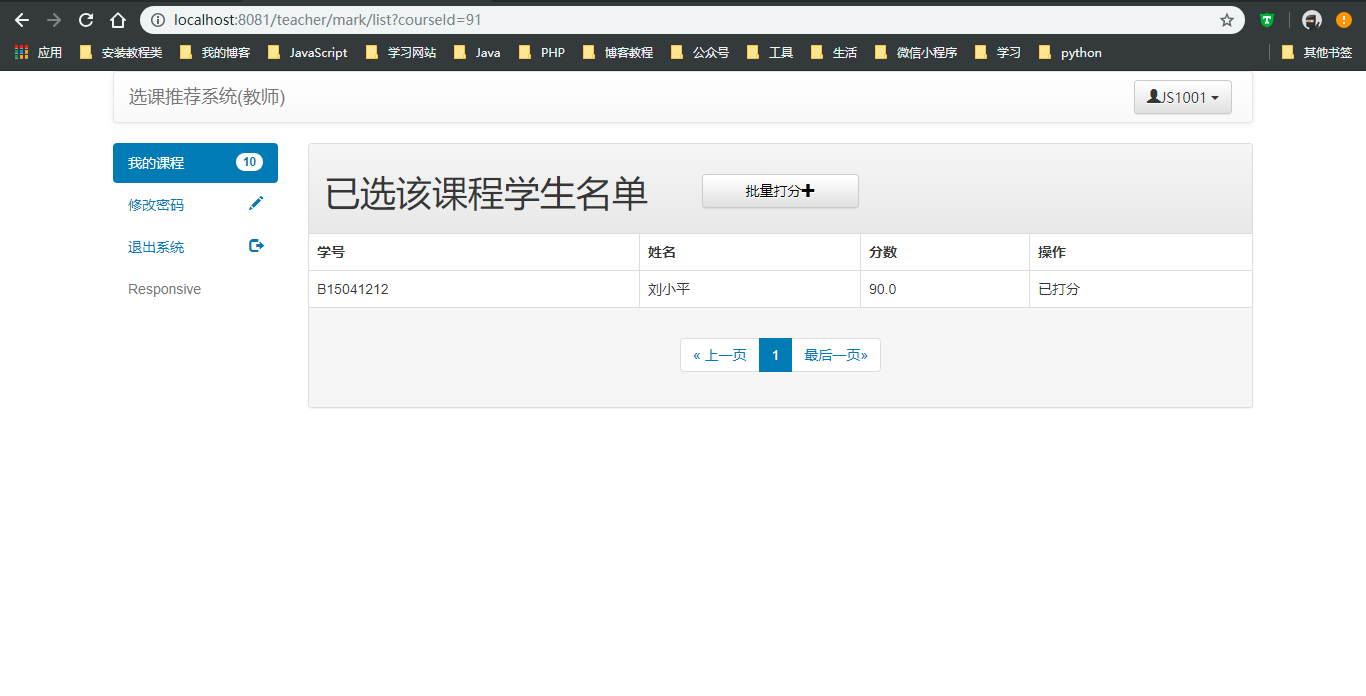 localhost:8081/teacher/mark/list?courseId=91
应用 安装教程类 我的博客 JavaScript 学习网站 Java PHP 博客教程 公众号 工具 生活 微信小程序 学习 python 其他书签
选课推荐系统(教师) JS1001
我的课程 10
修改密码
退出系统
Responsive
已选该课程学生名单 批量打分
学号 姓名 分数 操作
B15041212 刘小平 90.0 已打分
« 上一页 1 最后一页»